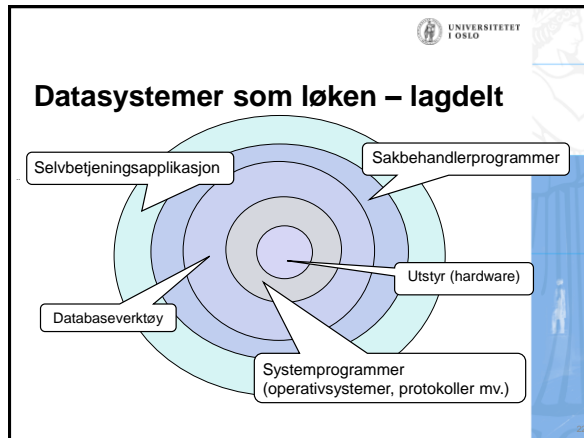 UNIVERSITETET
I OSLO
Datasystemer som løken – lagdelt
Selvbetjeningsapplikasjon
Sakbehandlerprogrammer
Utstyr (hardware)
Databaseverktøy
Systemprogrammer
(operativsystemer, protokoller mv.)